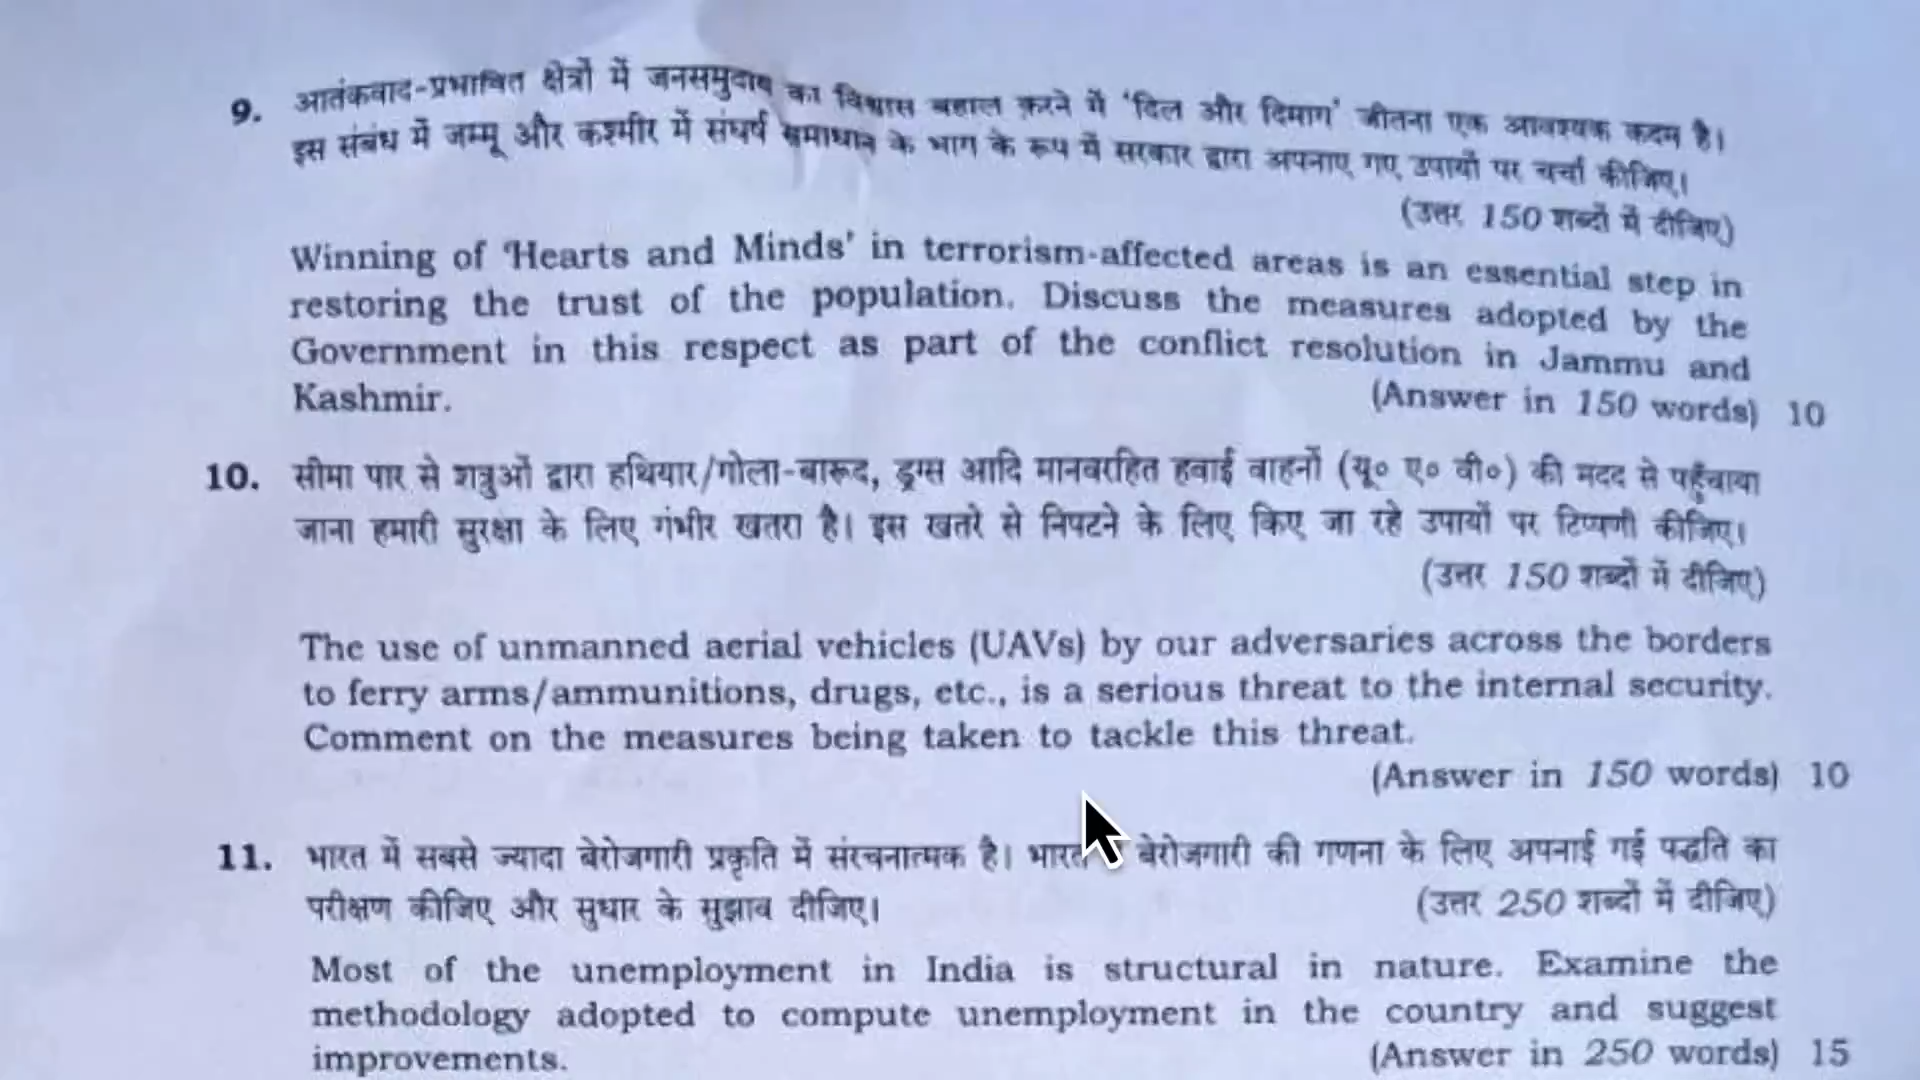 9. आतंकवाद-प्रभावित क्षेत्रों में जनसमुदाय का विश्वास बहाल करने में ‘दिल और दिमाग’ जीतना एक आवश्यक कदम है।
इस संबंध में जम्मू और कश्मीर में संघर्ष समाधान के भाग के रूप में सरकार द्वारा अपनाए गए उपायों पर चर्चा कीजिए।
(उत्तर 150 शब्दों में दीजिए)
Winning of ‘Hearts and Minds’ in terrorism-affected areas is an essential step in
restoring the trust of the population. Discuss the measures adopted by the
Government in this respect as part of the conflict resolution in Jammu and
Kashmir. (Answer in 150 words) 10
10. सीमा पार से शत्रुओं द्वारा हथियार/गोला-बारूद, ड्रग्स आदि मानवरहित हवाई वाहनों (यू० ए० वी०) की मदद से पहुँचाया
जाना हमारी सुरक्षा के लिए गंभीर खतरा है। इस खतरे से निपटने के लिए किए जा रहे उपायों पर टिप्पणी कीजिए।
(उत्तर 150 शब्दों में दीजिए)
The use of unmanned aerial vehicles (UAVs) by our adversaries across the borders
to ferry arms/ammunitions, drugs, etc., is a serious threat to the internal security.
Comment on the measures being taken to tackle this threat.
(Answer in 150 words) 10
11. भारत में सबसे ज्यादा बेरोजगारी प्रकृति में संरचनात्मक है। भारत बेरोजगारी की गणना के लिए अपनाई गई पद्धति का
परीक्षण कीजिए और सुधार के सुझाव दीजिए। (उत्तर 250 शब्दों में दीजिए)
Most of the unemployment in India is structural in nature. Examine the
methodology adopted to compute unemployment in the country and suggest
improvements. (Answer in 250 words) 15